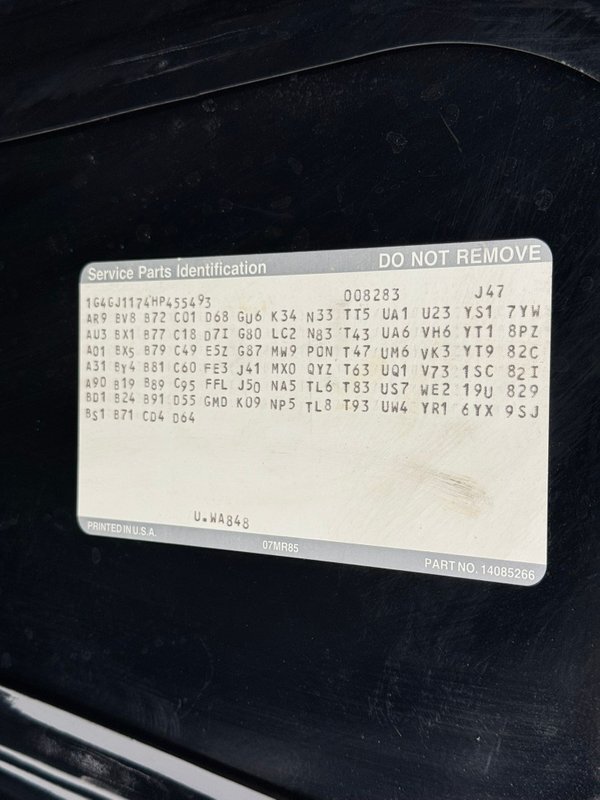 Service Parts Identification DO NOT REMOVE
1G4GJ1174HP455493 008283 J47
AR9 BV8 B72 C01 D68 GU6 K34 N33 TT5 UA1 U23 YS1 7YW
AU3 BX1 B77 C18 D7I G80 LC2 N83 T43 UA6 VH6 YT1 8PZ
A01 BX5 B79 C49 E5Z G87 MW9 PON T47 UM6 VK3 YT9 82C
A31 BY4 B81 C60 FE3 J41 MX0 QYZ T63 UQ1 V73 1SC 82I
A90 B19 B89 C95 FFL J50 NA5 TL6 T83 US7 WE2 19U 829
BD1 B24 B91 D55 GMD K09 NP5 TL8 T93 UW4 YR1 6YX 9SJ
BS1 B71 CD4 D64
U.WA848
PRINTED IN U.S.A. 07MR85 PART NO. 14085266